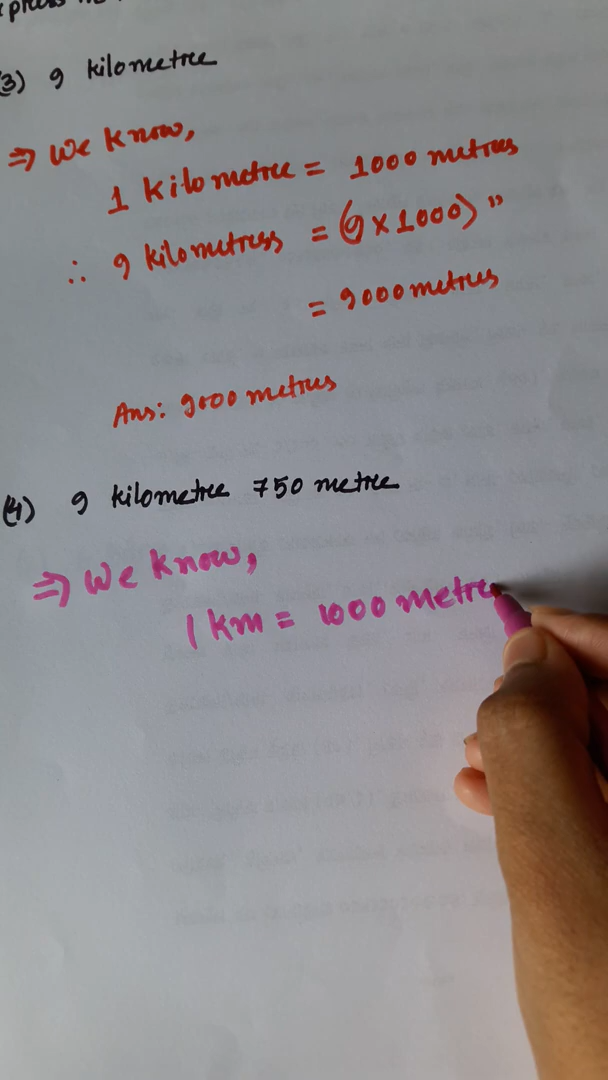 (3) 9 kilometre
⇒ We know,
1 kilometre = 1000 metres
∴ 9 kilometress = (9 × 1000) "
= 9000 metres
Ans: 9000 metres
(4) 9 kilometre 750 metre
⇒ We know,
1 km = 1000 metre